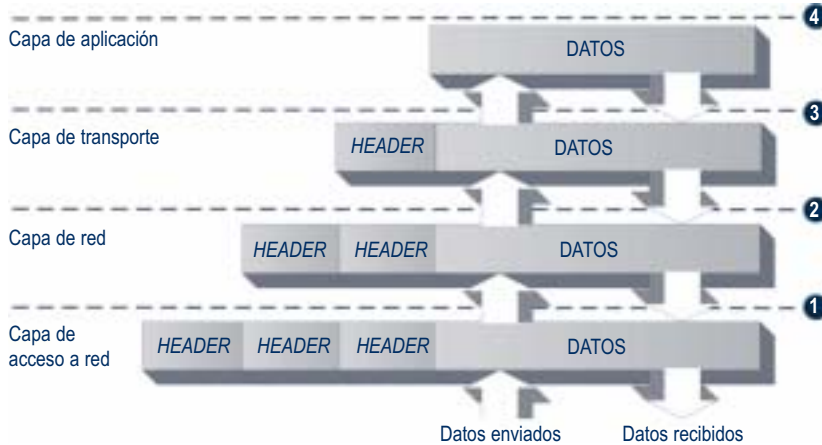 4
Capa de aplicación
DATOS
3
Capa de transporte
HEADER DATOS
2
Capa de red
HEADER HEADER DATOS
1
Capa de
acceso a red
HEADER HEADER HEADER DATOS
Datos enviados Datos recibidos